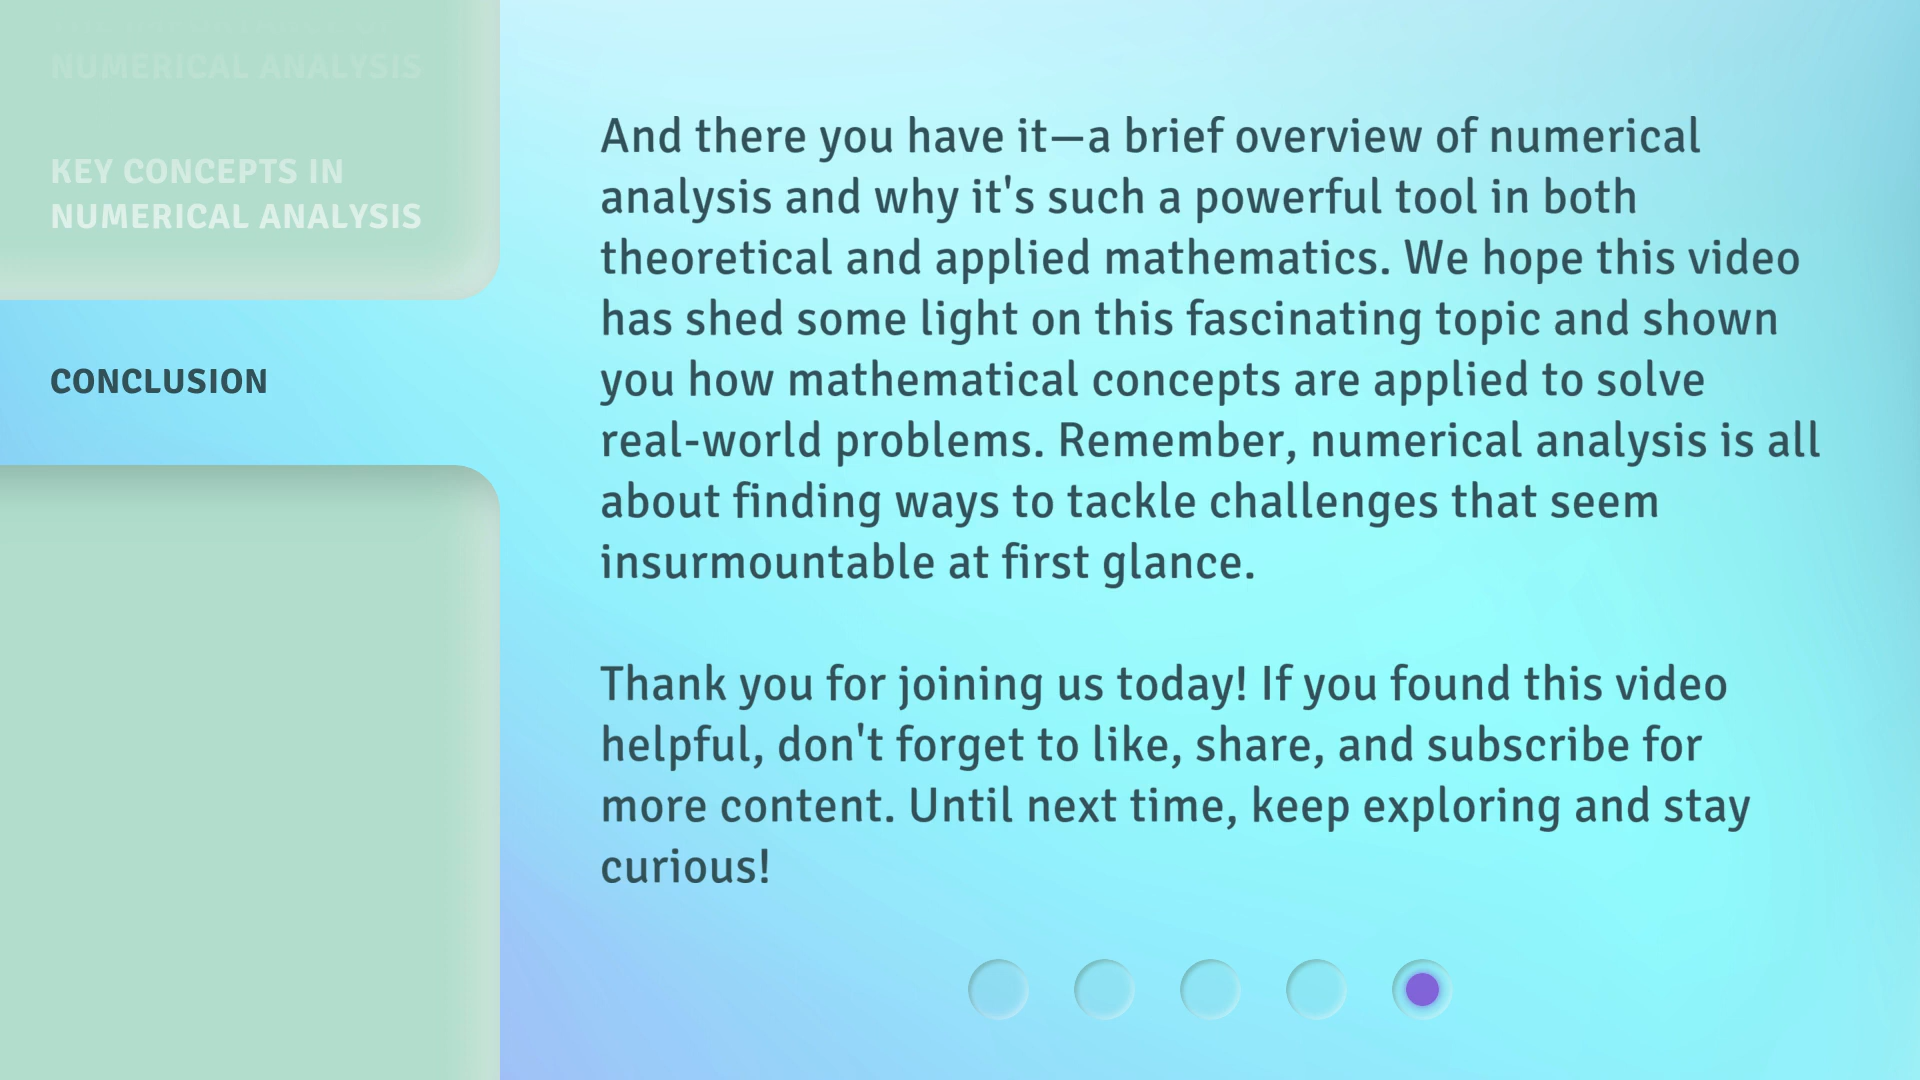 NUMERICAL ANALYSIS
KEY CONCEPTS IN
NUMERICAL ANALYSIS
CONCLUSION
And there you have it—a brief overview of numerical
analysis and why it's such a powerful tool in both
theoretical and applied mathematics. We hope this video
has shed some light on this fascinating topic and shown
you how mathematical concepts are applied to solve
real-world problems. Remember, numerical analysis is all
about finding ways to tackle challenges that seem
insurmountable at first glance.
Thank you for joining us today! If you found this video
helpful, don't forget to like, share, and subscribe for
more content. Until next time, keep exploring and stay
curious!